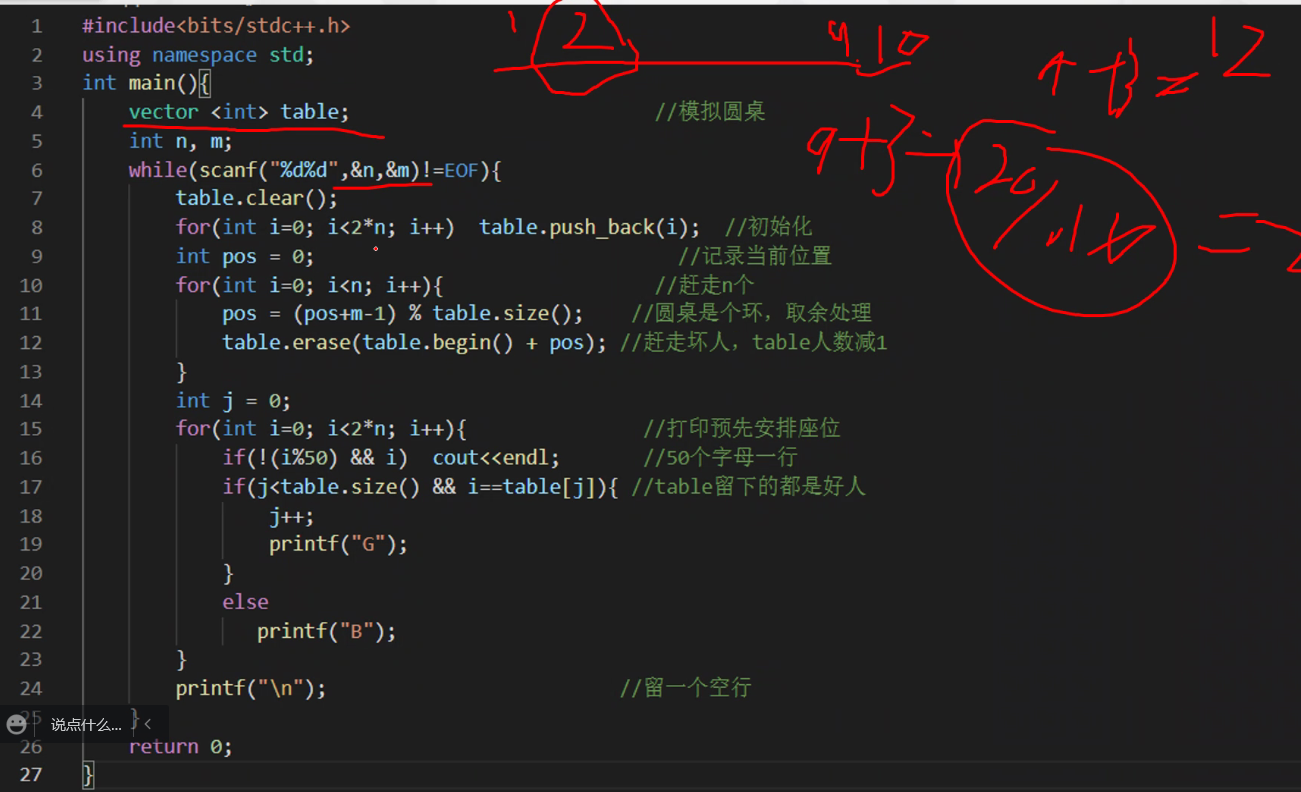 1 #include<bits/stdc++.h>
2 using namespace std;
3 int main(){
4 vector <int> table; //模拟圆桌
5 int n, m;
6 while(scanf("%d%d",&n,&m)!=EOF){
7 table.clear();
8 for(int i=0; i<2*n; i++) table.push_back(i); //初始化
9 int pos = 0; //记录当前位置
10 for(int i=0; i<n; i++){ //赶走n个
11 pos = (pos+m-1) % table.size(); //圆桌是个环，取余处理
12 table.erase(table.begin() + pos); //赶走坏人，table人数减1
13 }
14 int j = 0;
15 for(int i=0; i<2*n; i++){ //打印预先安排座位
16 if(!(i%50) && i) cout<<endl; //50个字母一行
17 if(j<table.size() && i==table[j]){ //table留下的都是好人
18 j++;
19 printf("G");
20 }
21 else
22 printf("B");
23 }
24 printf("\n"); //留一个空行
25 }
说点什么...
26 return 0;
27 }
1 2 9 10
9+3=12